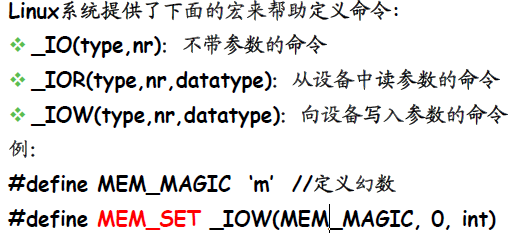 Linux系统提供了下面的宏来帮助定义命令:
❖ _IO(type,nr): 不带参数的命令
❖ _IOR(type,nr,datatype): 从设备中读参数的命令
❖ _IOW(type,nr,datatype): 向设备写入参数的命令
例:
#define MEM_MAGIC ‘m’ //定义幻数
#define MEM_SET _IOW(MEM_MAGIC, 0, int)